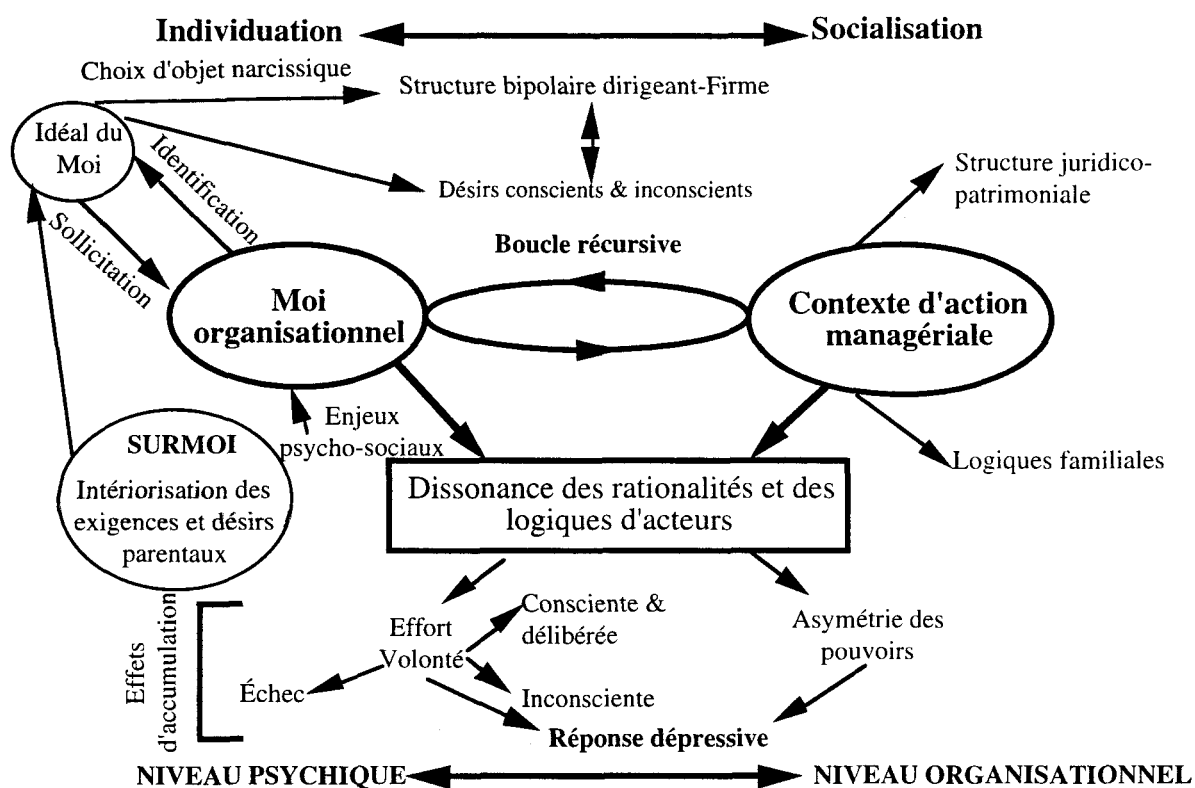 Individuation
Socialisation
Choix d'objet narcissique
Structure bipolaire dirigeant-Firme
Idéal du
Moi
Identification
Sollicitation
Désirs conscients & inconscients
Structure juridico-
patrimoniale
Boucle récursive
Moi
organisationnel
Contexte d'action
managériale
Enjeux
psycho-sociaux
SURMOI
Intériorisation des
exigences et désirs
parentaux
Logiques familiales
Dissonance des rationalités et des
logiques d'acteurs
Effets
d'accumulation
Effort
Volonté
Consciente &
délibérée
Asymétrie des
pouvoirs
Échec
Inconsciente
Réponse dépressive
NIVEAU PSYCHIQUE
NIVEAU ORGANISATIONNEL